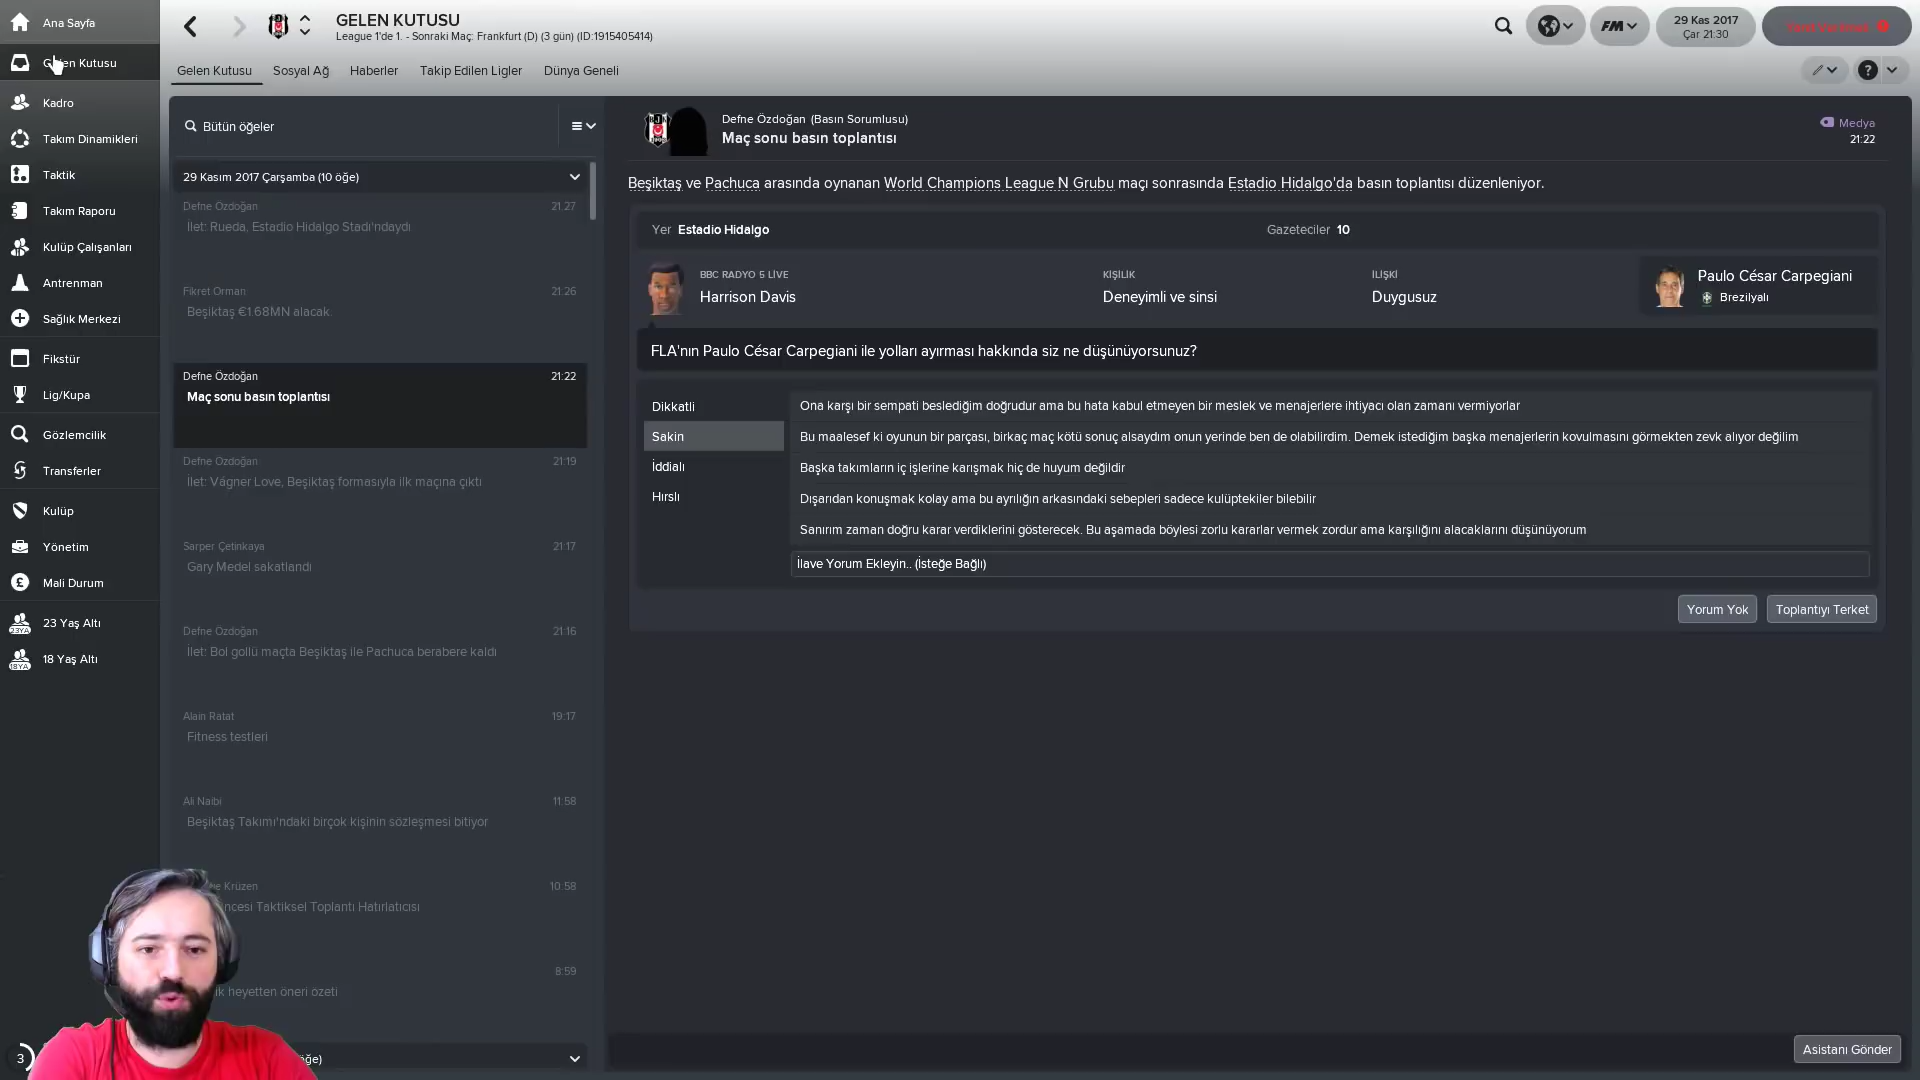 Ana Sayfa
Gelen Kutusu
Kadro
Takım Dinamikleri
Taktik
Takım Raporu
Kulüp Çalışanları
Antrenman
Sağlık Merkezi
Fikstür
Lig/Kupa
Gözlemcilik
Transferler
Kulüp
Yönetim
Mali Durum
23YA
23 Yaş Altı
18YA
18 Yaş Altı
3
GELEN KUTUSU
League 1'de 1. - Sonraki Maç: Frankfurt (D) (3 gün) (ID:1915405414)
FM
29 Kas 2017
Çar 21:30
Gelen Kutusu
Sosyal Ağ
Haberler
Takip Edilen Ligler
Dünya Geneli
Bütün öğeler
29 Kasım 2017 Çarşamba (10 öğe)
Defne Özdoğan 21:27
İlet: Rueda, Estadio Hidalgo Stadı'ndaydı
Fikret Orman 21:26
Beşiktaş €1.68MN alacak
Defne Özdoğan 21:22
Maç sonu basın toplantısı
Defne Özdoğan 21:19
İlet: Vágner Love, Beşiktaş formasıyla ilk maçına çıktı
Sarper Çetinkaya 21:17
Gary Medel sakatlandı
Defne Özdoğan 21:16
İlet: Bol gollü maçta Beşiktaş ile Pachuca berabere kaldı
Alain Ratat 19:17
Fitness testleri
Ali Naibi 11:58
Beşiktaş Takımı'ndaki birçok kişinin sözleşmesi bitiyor
Krüzen 10:58
Taktiksel Toplantı Hatırlatıcısı
8:59
heyetten öneri özeti
Defne Özdoğan (Basın Sorumlusu)
Maç sonu basın toplantısı
Medya
21:22
Beşiktaş ve Pachuca arasında oynanan World Champions League N Grubu maçı sonrasında Estadio Hidalgo'da basın toplantısı düzenleniyor.
Yer Estadio Hidalgo
Gazeteciler 10
BBC RADYO 5 LİVE
Harrison Davis
KİŞİLİK
Deneyimli ve sinsi
İLİŞKİ
Duygusuz
Paulo César Carpegiani
Brezilyalı
FLA'nın Paulo César Carpegiani ile yolları ayırması hakkında siz ne düşünüyorsunuz?
Dikkatli
Sakin
İddialı
Hırslı
Ona karşı bir sempati beslediğim doğrudur ama bu hata kabul etmeyen bir meslek ve menajerlere ihtiyacı olan zamanı vermiyorlar
Bu maalesef ki oyunun bir parçası, birkaç maç kötü sonuç alsaydım onun yerinde ben de olabilirdim. Demek istediğim başka menajerlerin kovulmasını görmekten zevk alıyor değilim
Başka takımların iç işlerine karışmak hiç de huyum değildir
Dışarıdan konuşmak kolay ama bu ayrılığın arkasındaki sebepleri sadece kulüptekiler bilebilir
Sanırım zaman doğru karar verdiklerini gösterecek. Bu aşamada böylesi zorlu kararlar vermek zordur ama karşılığını alacaklarını düşünüyorum
İlave Yorum Ekleyin.. (İsteğe Bağlı)
Yorum Yok
Toplantıyı Terket
Asistanı Gönder